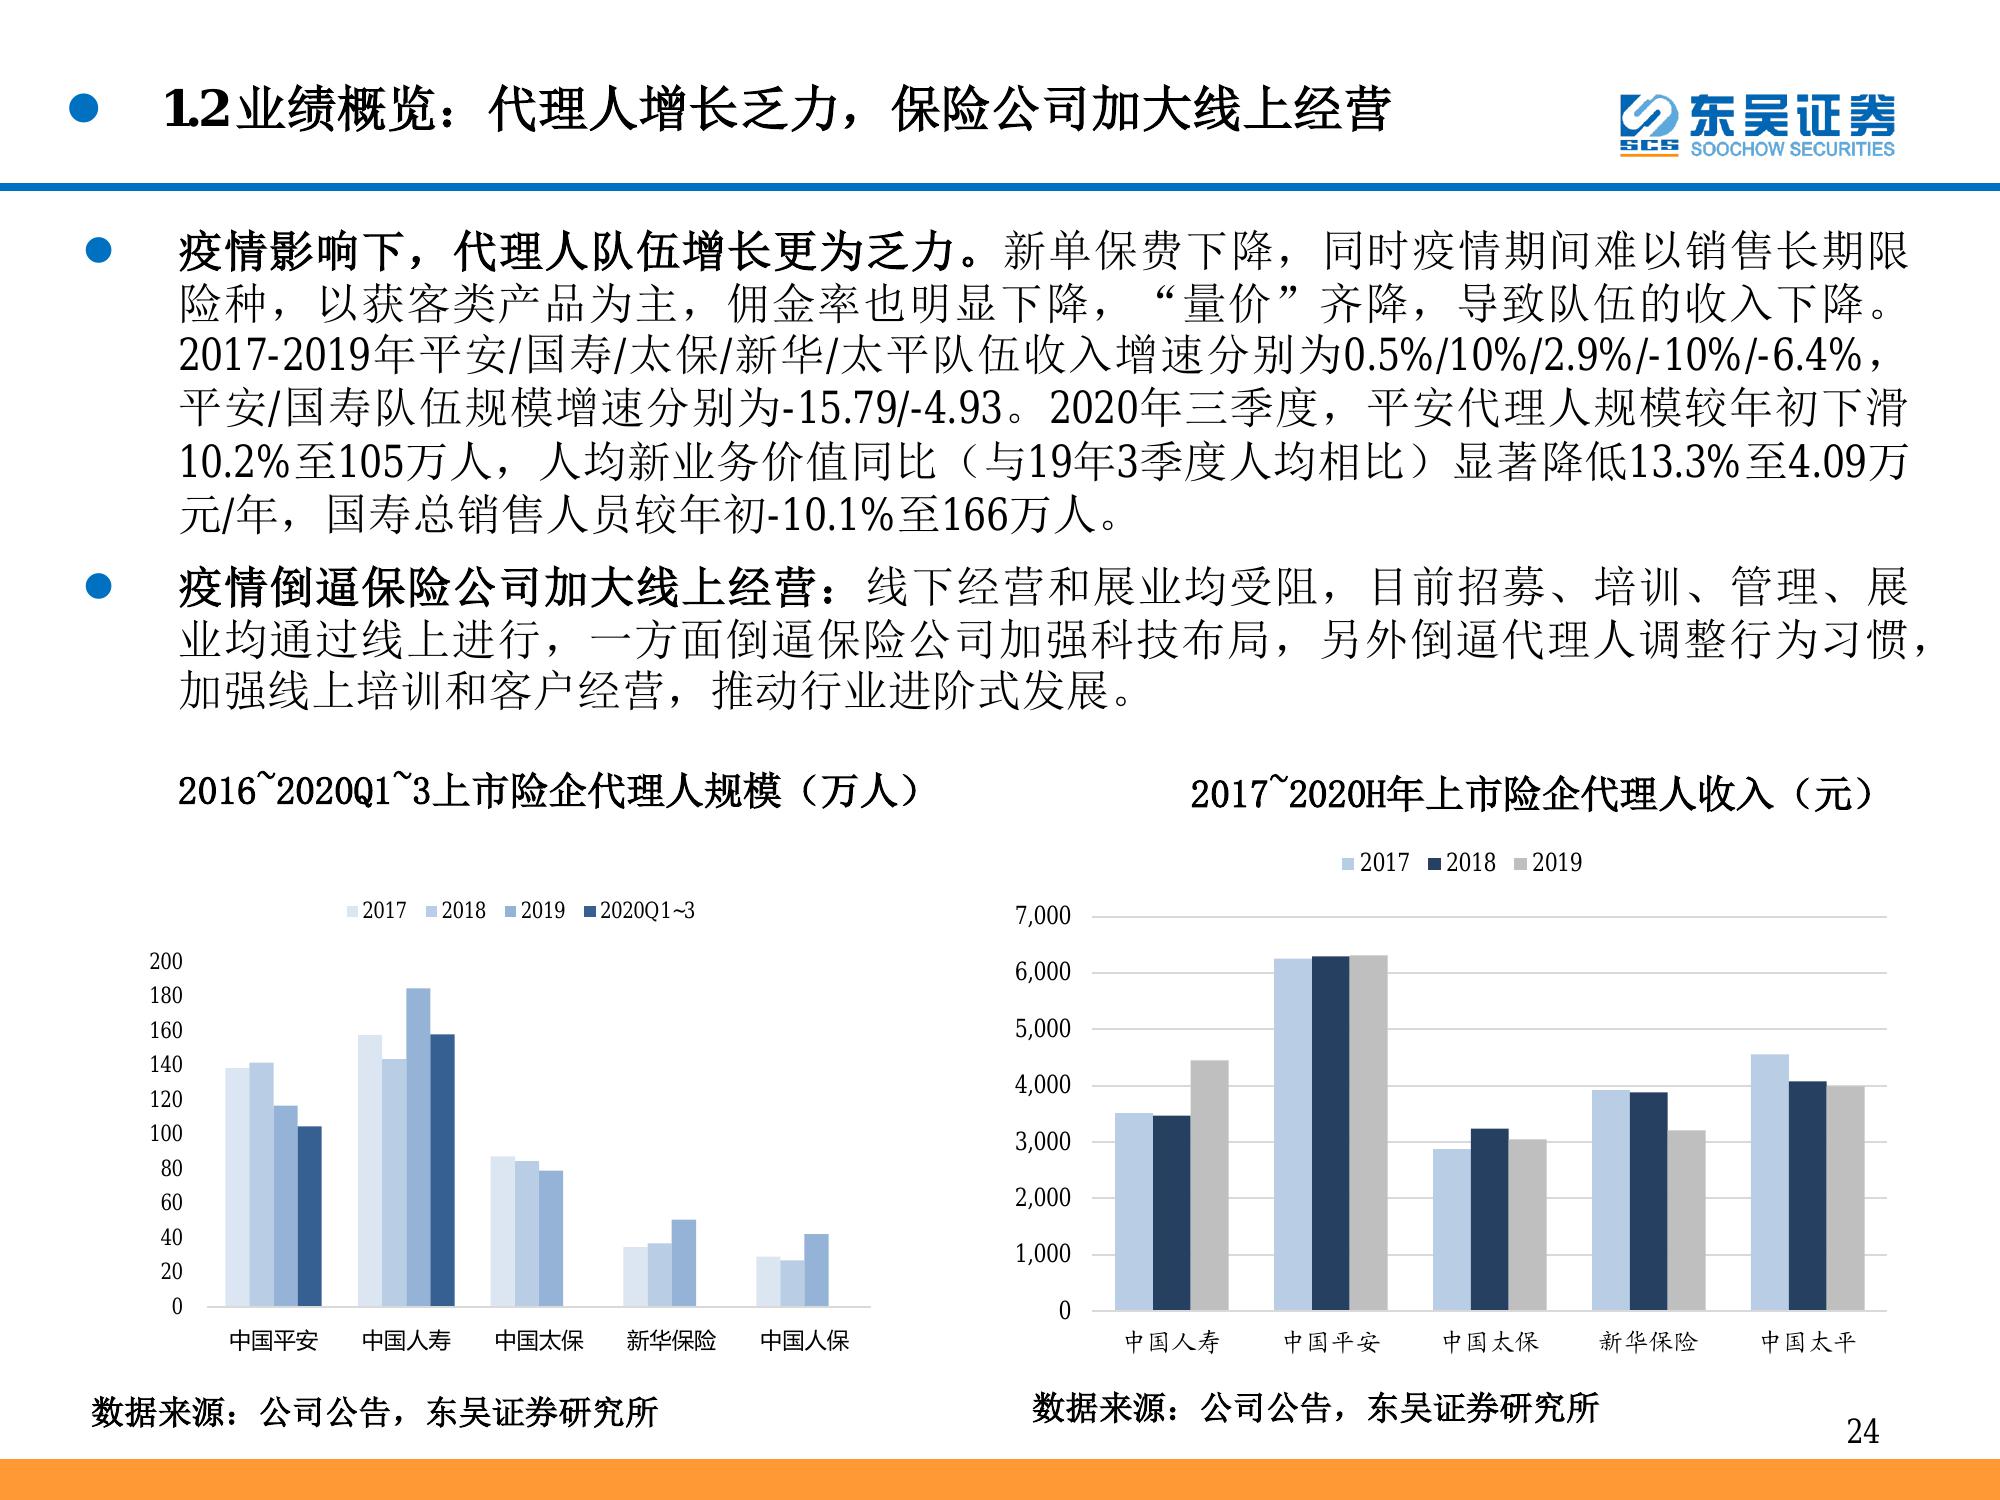 1.2业绩概览：代理人增长乏力，保险公司加大线上经营
东吴证券
SCS
SOOCHOW SECURITIES
疫情影响下，代理人队伍增长更为乏力。新单保费下降，同时疫情期间难以销售长期限
险种，以获客类产品为主，佣金率也明显下降，“量价”齐降，导致队伍的收入下降。
2017-2019年平安/国寿/太保/新华/太平队伍收入增速分别为0.5%/10%/2.9%/-10%/-6.4%，
平安/国寿队伍规模增速分别为-15.79/-4.93。2020年三季度，平安代理人规模较年初下滑
10.2%至105万人，人均新业务价值同比（与19年3季度人均相比）显著降低13.3%至4.09万
元/年，国寿总销售人员较年初-10.1%至166万人。
疫情倒逼保险公司加大线上经营：线下经营和展业均受阻，目前招募、培训、管理、展
业均通过线上进行，一方面倒逼保险公司加强科技布局，另外倒逼代理人调整行为习惯，
加强线上培训和客户经营，推动行业进阶式发展。
2016~2020Q1~3上市险企代理人规模（万人）
2017 2018 2019 2020Q1~3
200
180
160
140
120
100
80
60
40
20
0
中国平安 中国人寿 中国太保 新华保险 中国人保
数据来源：公司公告，东吴证券研究所
2017~2020H年上市险企代理人收入（元）
2017 2018 2019
7,000
6,000
5,000
4,000
3,000
2,000
1,000
0
中国人寿 中国平安 中国太保 新华保险 中国太平
数据来源：公司公告，东吴证券研究所
24